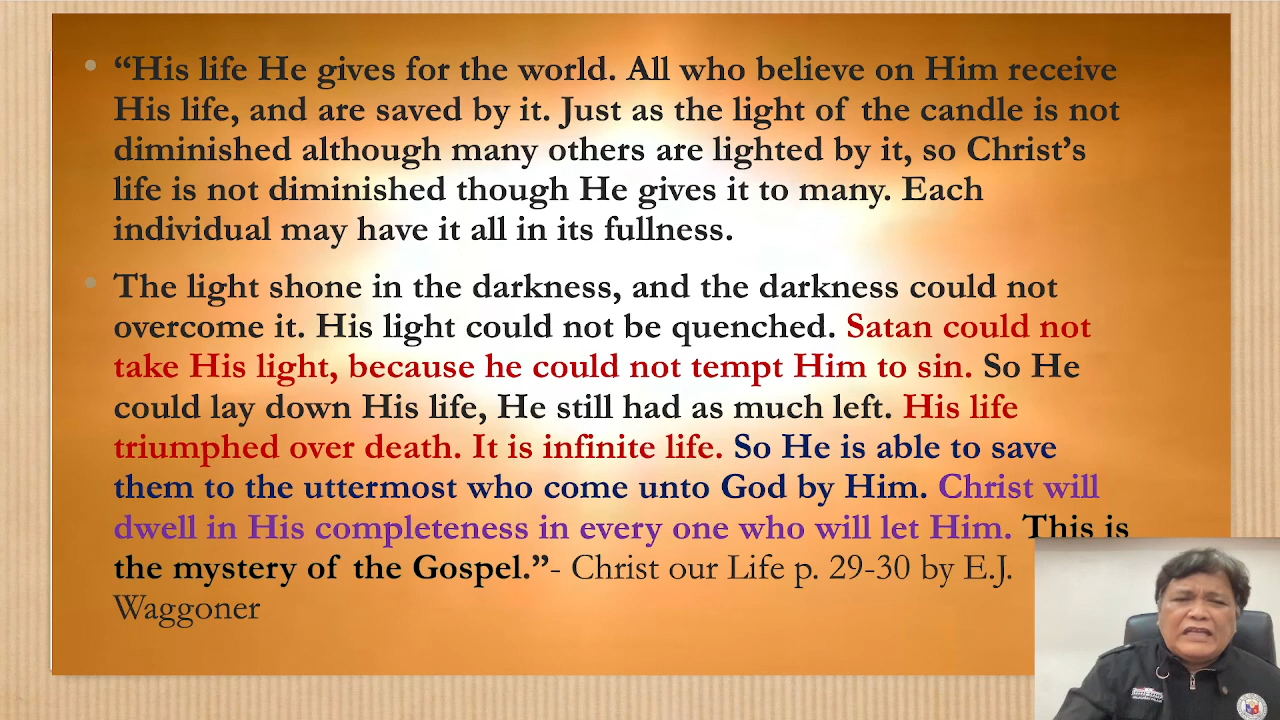 • “His life He gives for the world. All who believe on Him receive
His life, and are saved by it. Just as the light of the candle is not
diminished although many others are lighted by it, so Christ’s
life is not diminished though He gives it to many. Each
individual may have it all in its fullness.
• The light shone in the darkness, and the darkness could not
overcome it. His light could not be quenched. Satan could not
take His light, because he could not tempt Him to sin. So He
could lay down His life, He still had as much left. His life
triumphed over death. It is infinite life. So He is able to save
them to the uttermost who come unto God by Him. Christ will
dwell in His completeness in every one who will let Him. This is
the mystery of the Gospel.”- Christ our Life p. 29-30 by E.J.
Waggoner